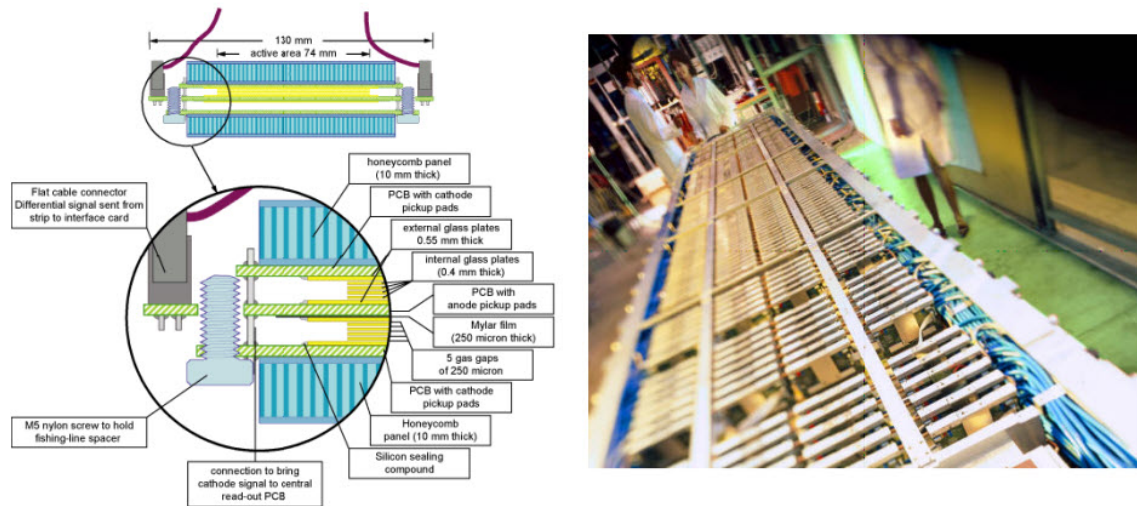 130 mm
active area 74 mm
honeycomb panel
(10 mm thick)
Flat cable connector
Differential signal sent from
strip to interface card
PCB with cathode
pickup pads
external glass plates
0.55 mm thick
internal glass plates
(0.4 mm thick)
PCB with
anode pickup pads
Mylar film
(250 micron thick)
5 gas gaps
of 250 micron
PCB with cathode
pickup pads
M5 nylon screw to hold
fishing-line spacer
Honeycomb
panel (10 mm thick)
Silicon sealing
compound
connection to bring
cathode signal to central
read-out PCB